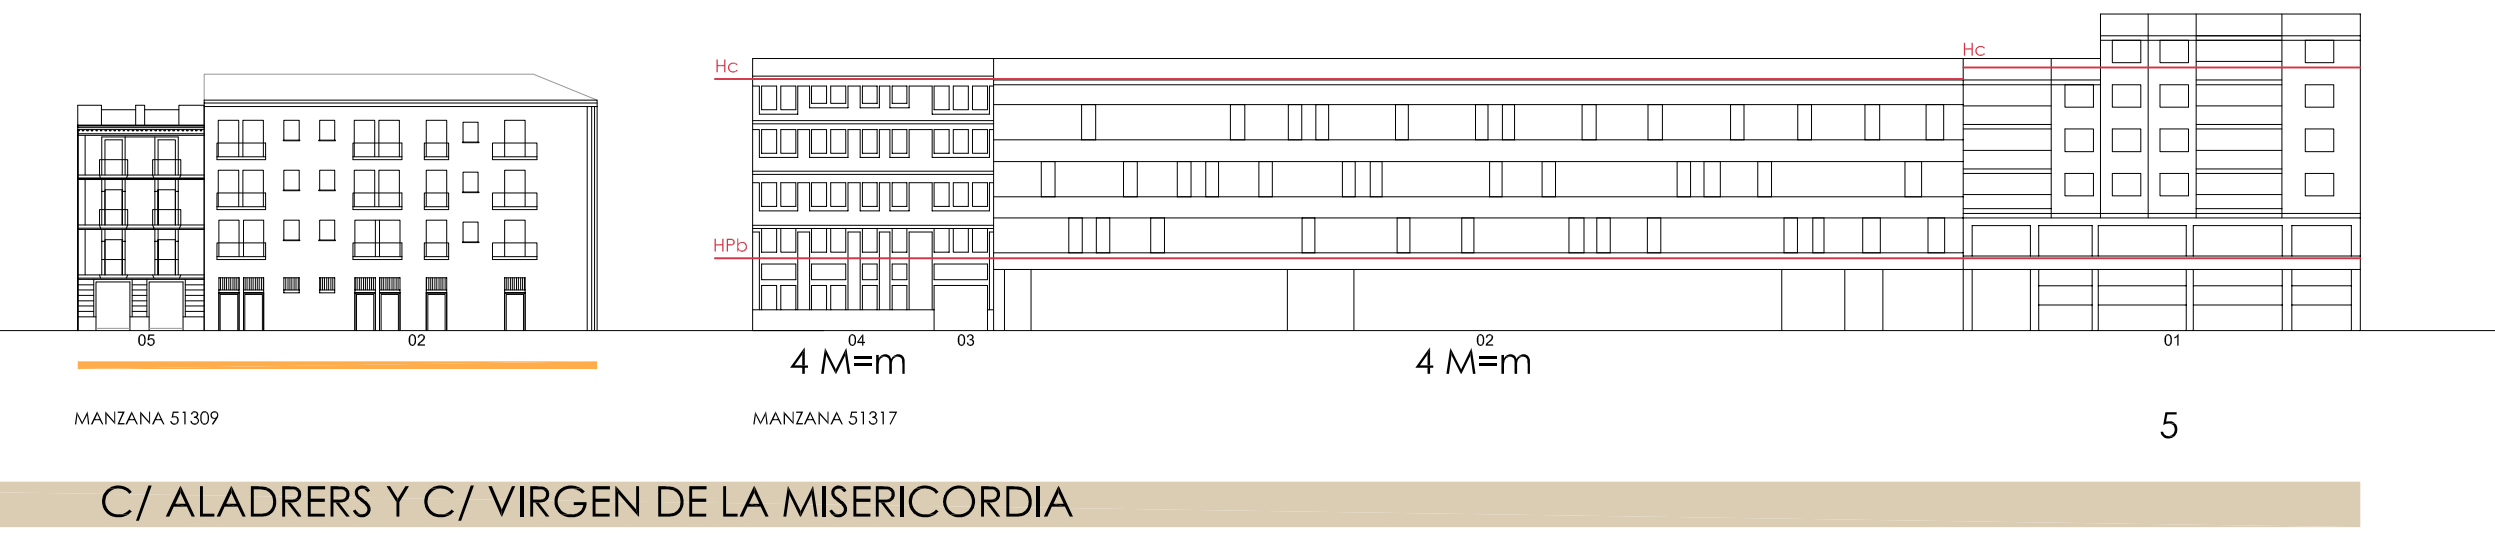 Hc
Hc
HPb
05
02
04
03
02
01
4 M=m
4 M=m
MANZANA 51309
MANZANA 51317
5
C/ ALADRERS Y C/ VIRGEN DE LA MISERICORDIA